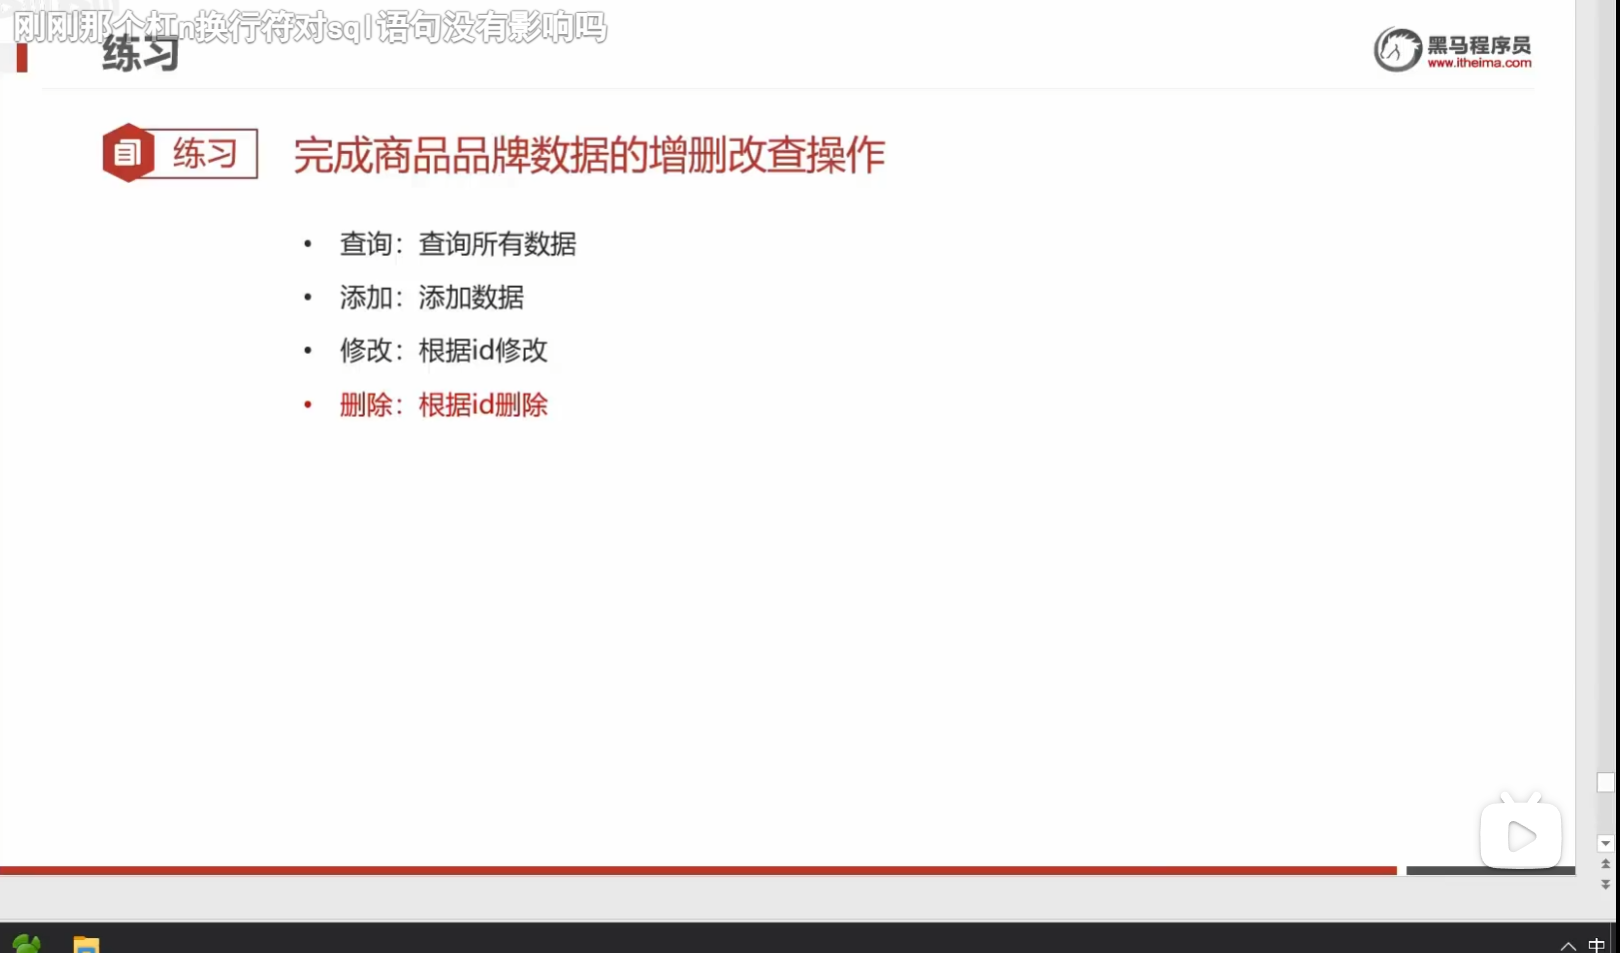 刚刚那个杠n换行符对sql语句没有影响吗
练习
黑马程序员
www.itheima.com
练习
完成商品品牌数据的增删改查操作
• 查询：查询所有数据
• 添加：添加数据
• 修改：根据id修改
• 删除：根据id删除
中